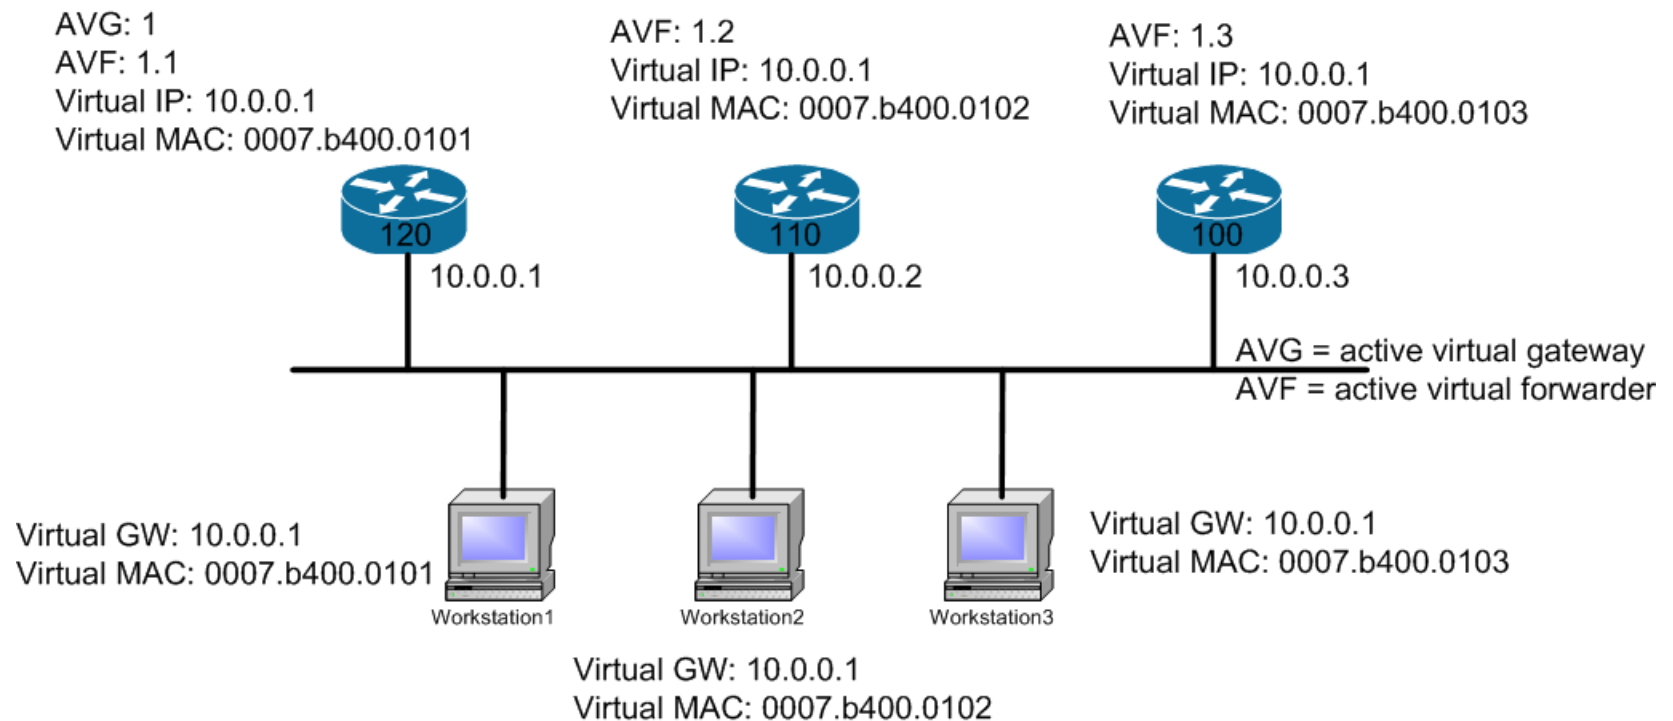 AVG: 1
AVF: 1.1
Virtual IP: 10.0.0.1
Virtual MAC: 0007.b400.0101
AVF: 1.2
Virtual IP: 10.0.0.1
Virtual MAC: 0007.b400.0102
AVF: 1.3
Virtual IP: 10.0.0.1
Virtual MAC: 0007.b400.0103
120
10.0.0.1
110
10.0.0.2
100
10.0.0.3
AVG = active virtual gateway
AVF = active virtual forwarder
Virtual GW: 10.0.0.1
Virtual MAC: 0007.b400.0101
Workstation1
Workstation2
Virtual GW: 10.0.0.1
Virtual MAC: 0007.b400.0102
Workstation3
Virtual GW: 10.0.0.1
Virtual MAC: 0007.b400.0103